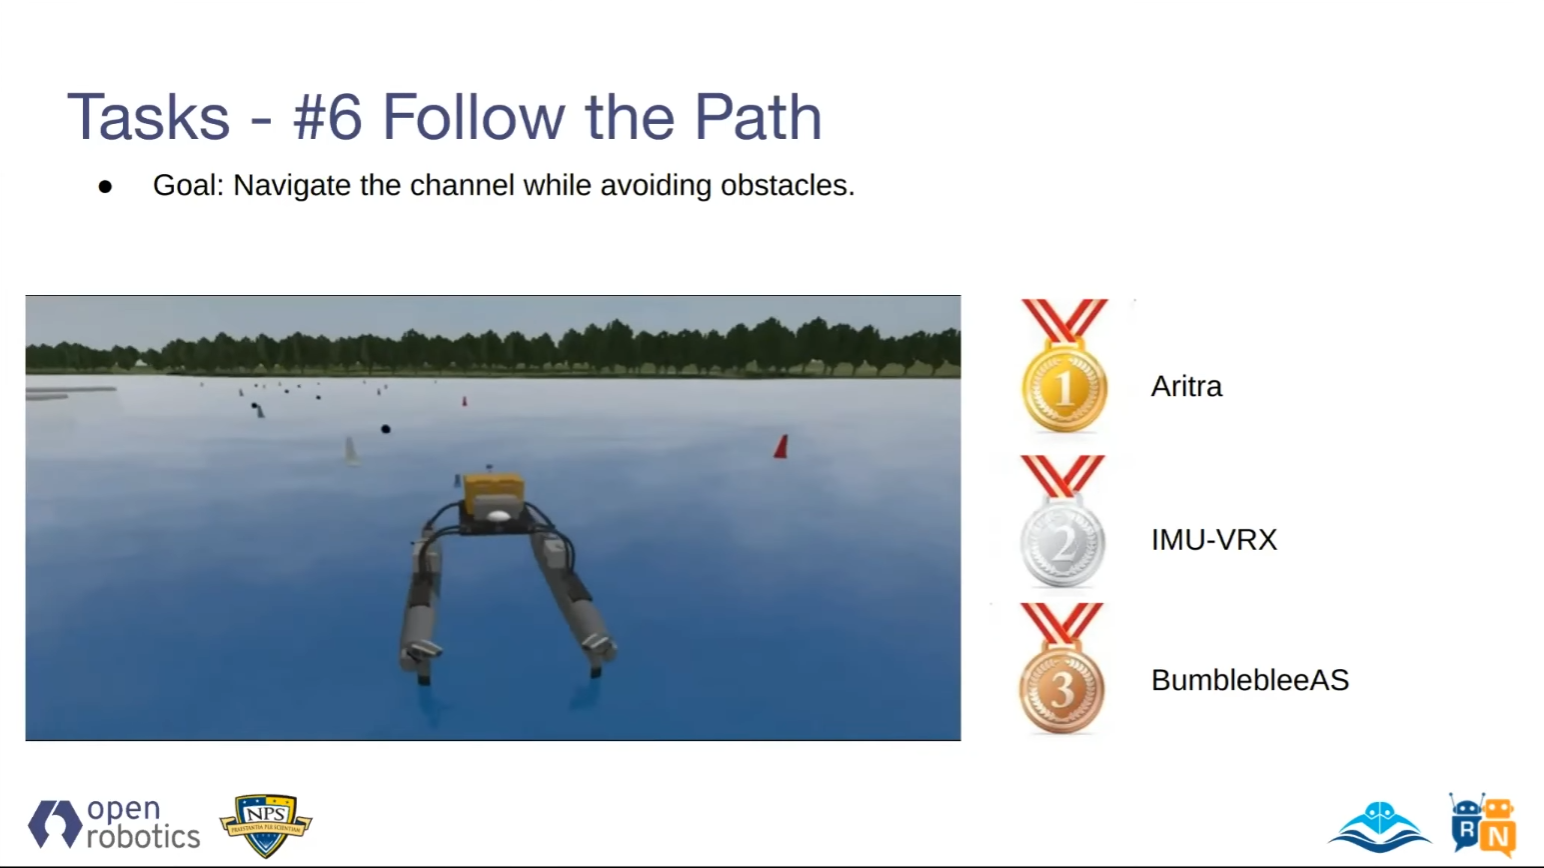 Tasks - #6 Follow the Path
● Goal: Navigate the channel while avoiding obstacles.
1
Aritra
2
IMU-VRX
3
BumblebleeAS
open
robotics
NPS
PRAESTANTIA PER SCIENTIAM
R N